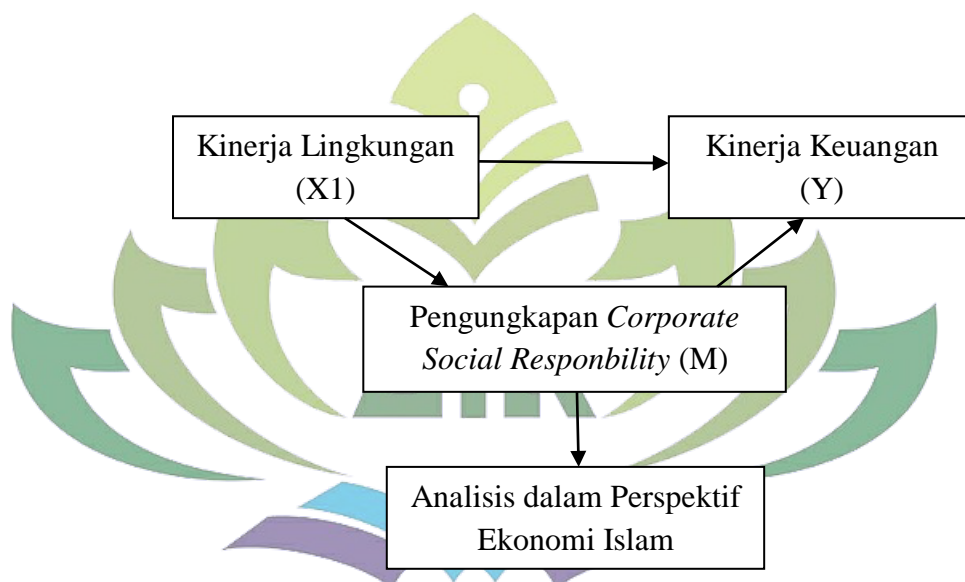 Kinerja Lingkungan
(X1)
Kinerja Keuangan
(Y)
Pengungkapan Corporate
Social Responbility (M)
Analisis dalam Perspektif
Ekonomi Islam